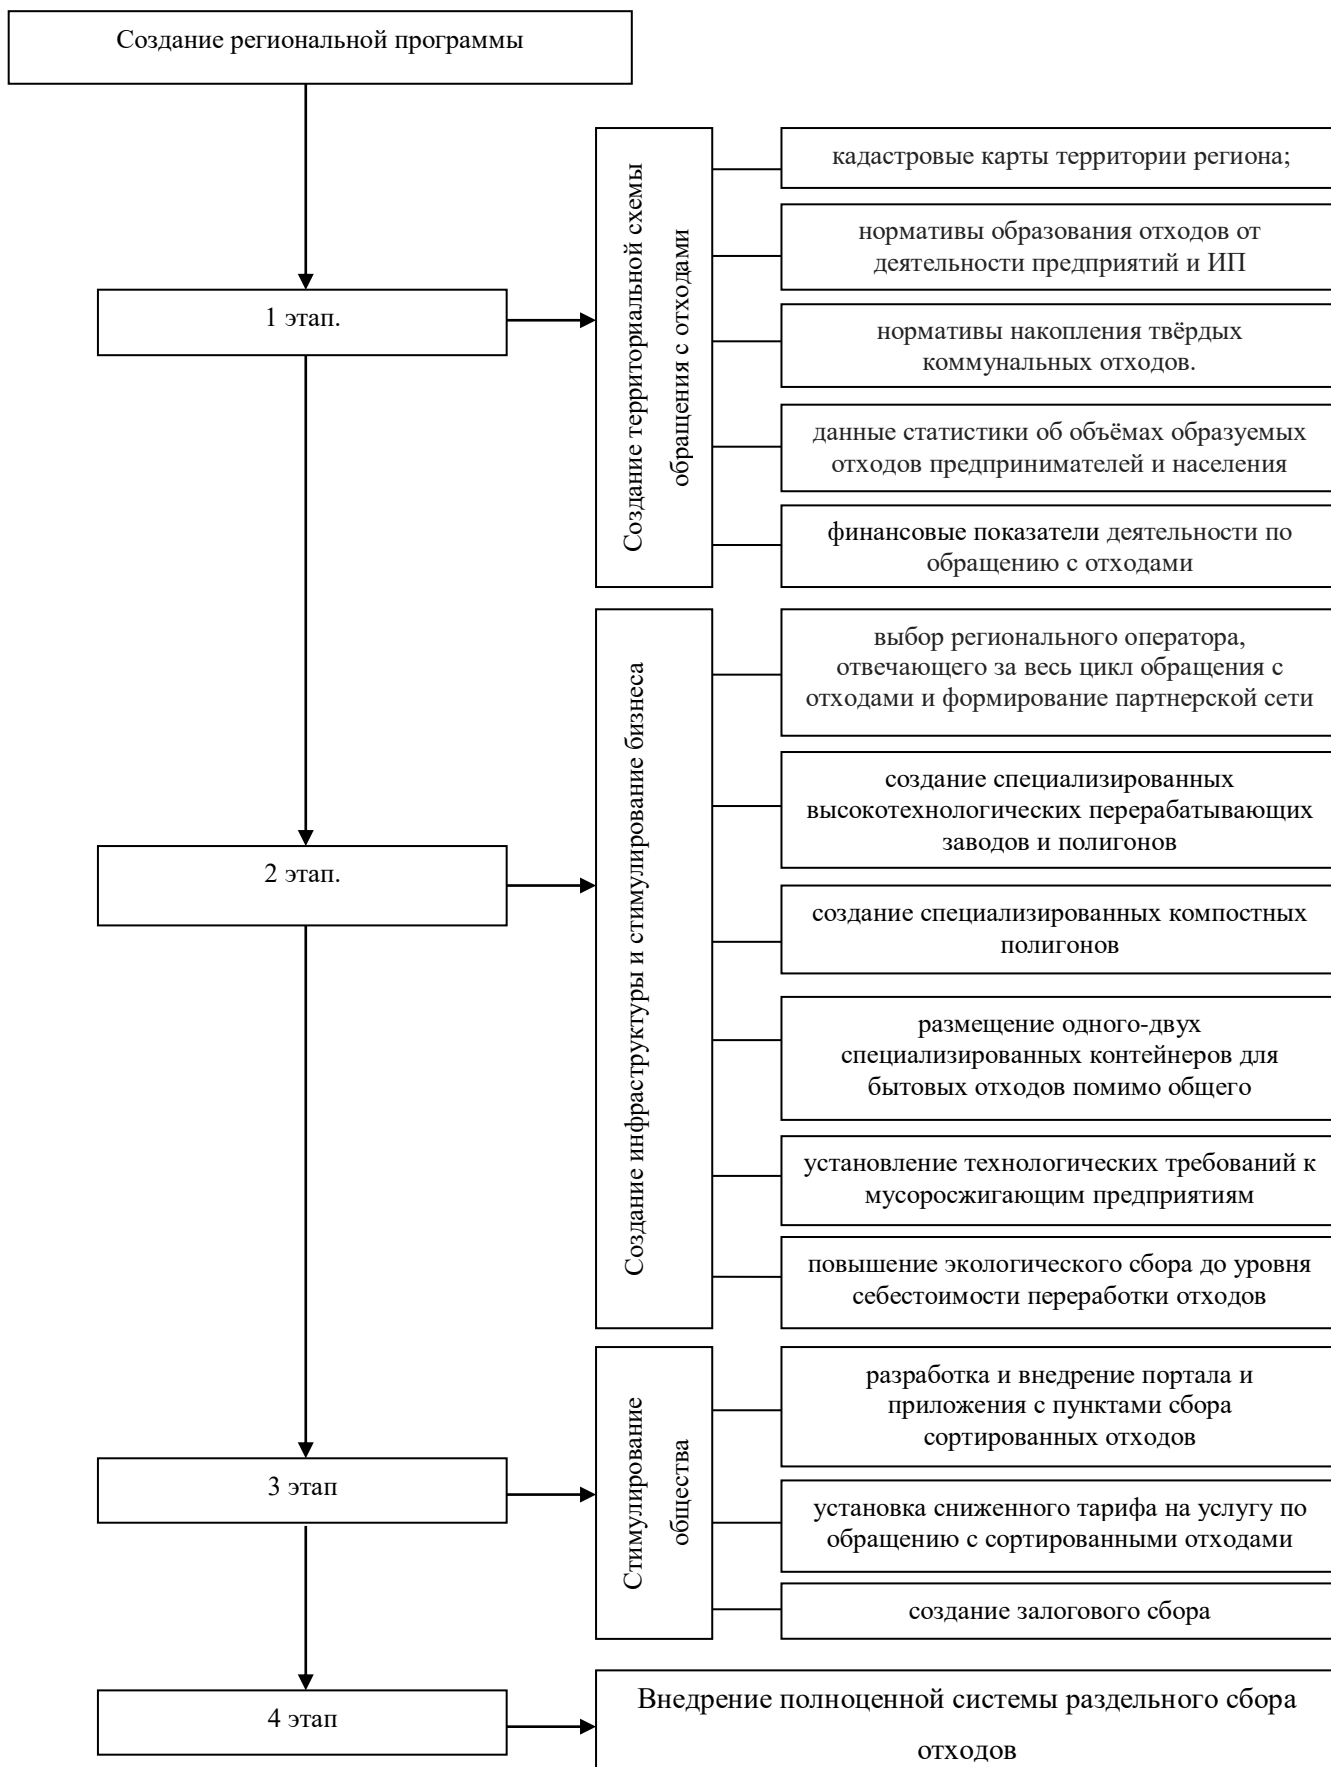 Создание региональной программы
1 этап.
Создание территориальной схемы
обращения с отходами
кадастровые карты территории региона;
нормативы образования отходов от
деятельности предприятий и ИП
нормативы накопления твёрдых
коммунальных отходов.
данные статистики об объёмах образуемых
отходов предпринимателей и населения
финансовые показатели деятельности по
обращению с отходами
2 этап.
Создание инфраструктуры и стимулирование бизнеса
выбор регионального оператора,
отвечающего за весь цикл обращения с
отходами и формирование партнерской сети
создание специализированных
высокотехнологических перерабатывающих
заводов и полигонов
создание специализированных компостных
полигонов
размещение одного-двух
специализированных контейнеров для
бытовых отходов помимо общего
установление технологических требований к
мусоросжигающим предприятиям
повышение экологического сбора до уровня
себестоимости переработки отходов
3 этап
Стимулирование
общества
разработка и внедрение портала и
приложения с пунктами сбора
сортированных отходов
установка сниженного тарифа на услугу по
обращению с сортированными отходами
создание залогового сбора
4 этап
Внедрение полноценной системы раздельного сбора
отходов